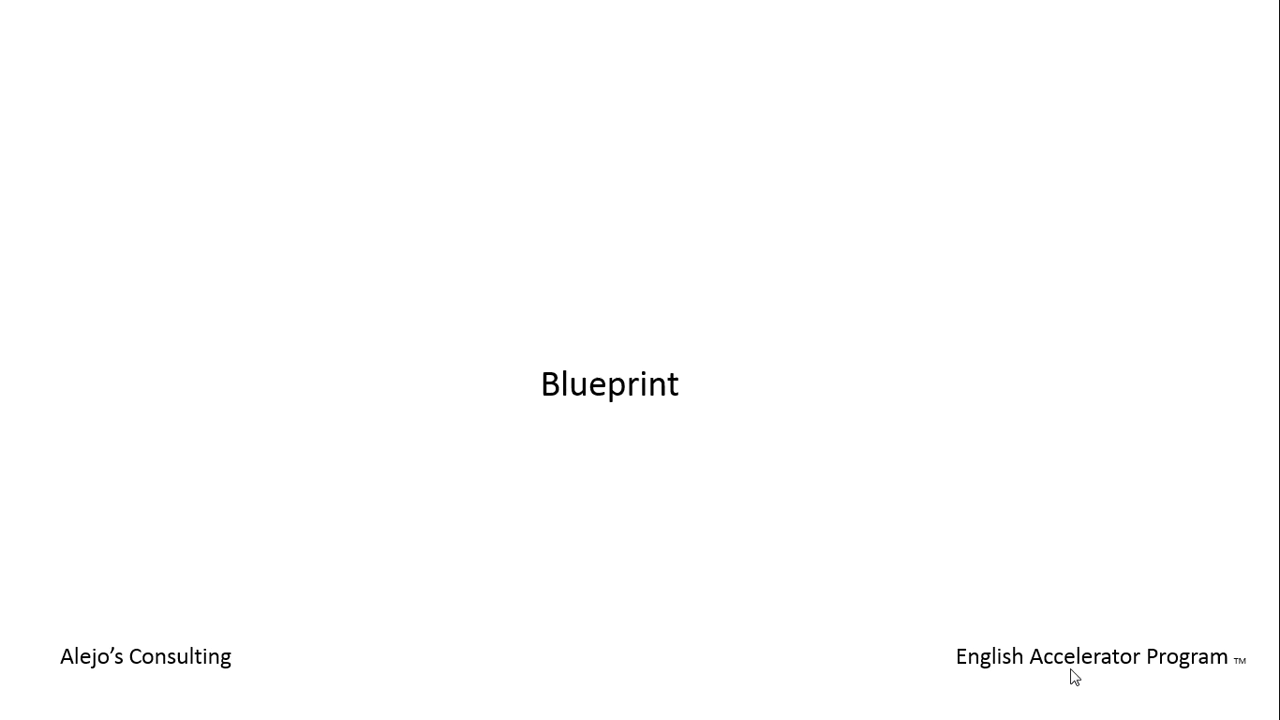 Blueprint
Alejo’s Consulting
English Accelerator Program ™